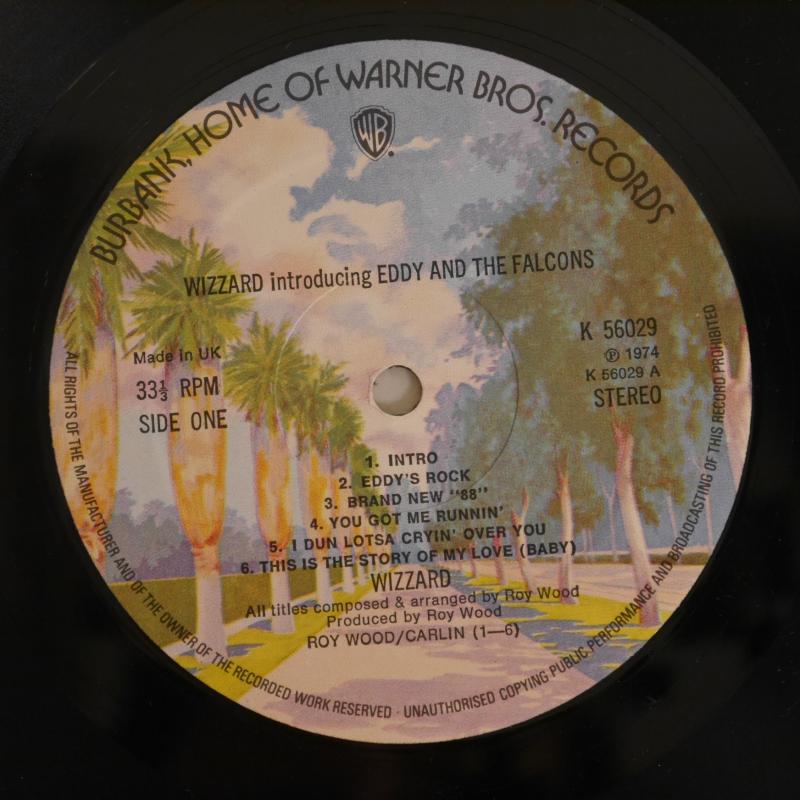 BURBANK, HOME OF WARNER BROS. RECORDS
WB
WIZZARD introducing EDDY AND THE FALCONS
Made in UK
33⅓ RPM
SIDE ONE
K 56029
℗ 1974
K 56029 A
STEREO
1. INTRO
2. EDDY'S ROCK
3. BRAND NEW "88"
4. YOU GOT ME RUNNIN'
5. I DUN LOTSA CRYIN' OVER YOU
6. THIS IS THE STORY OF MY LOVE (BABY)
WIZZARD
All titles composed & arranged by Roy Wood
Produced by Roy Wood
ROY WOOD/CARLIN (1—6)
ALL RIGHTS OF THE MANUFACTURER AND OF THE OWNER OF THE RECORDED WORK RESERVED · UNAUTHORISED COPYING PUBLIC PERFORMANCE AND BROADCASTING OF THIS RECORD PROHIBITED